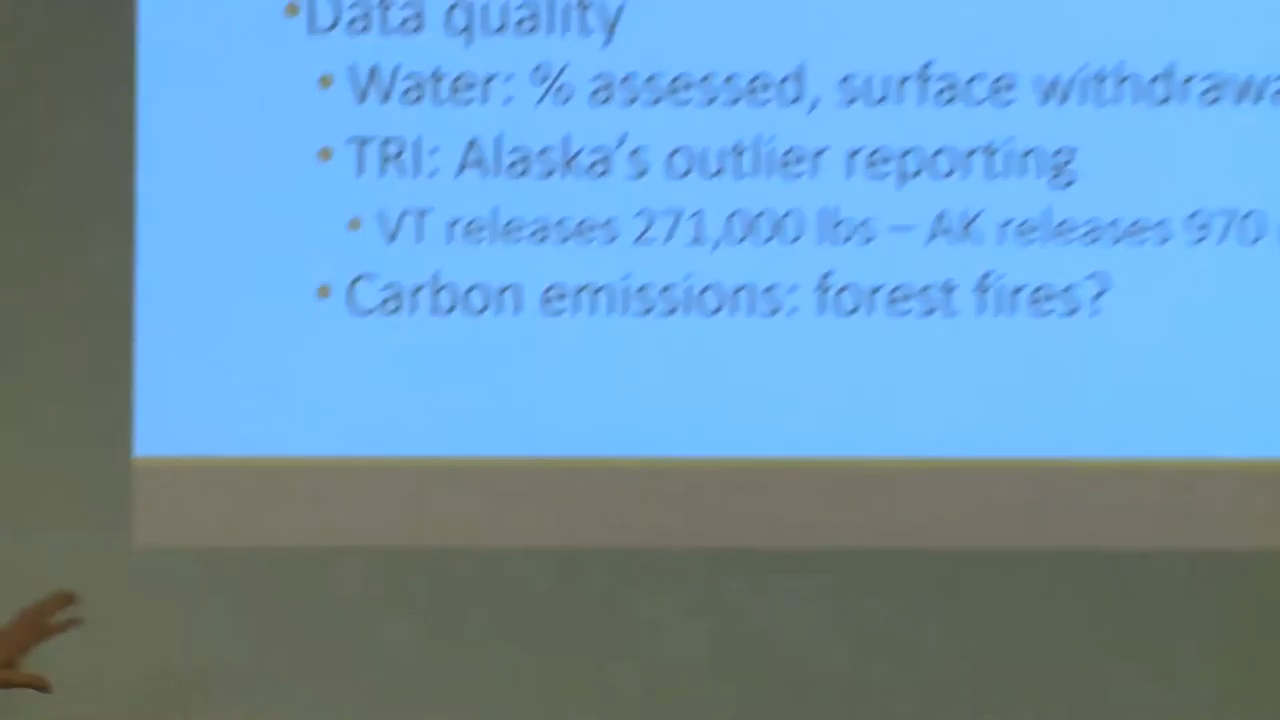 •Data quality
• Water: % assessed, surface
• TRI: Alaska's outlier reporting
• VT releases 271,000 lbs – AK releases 970
• Carbon emissions: forest fires?